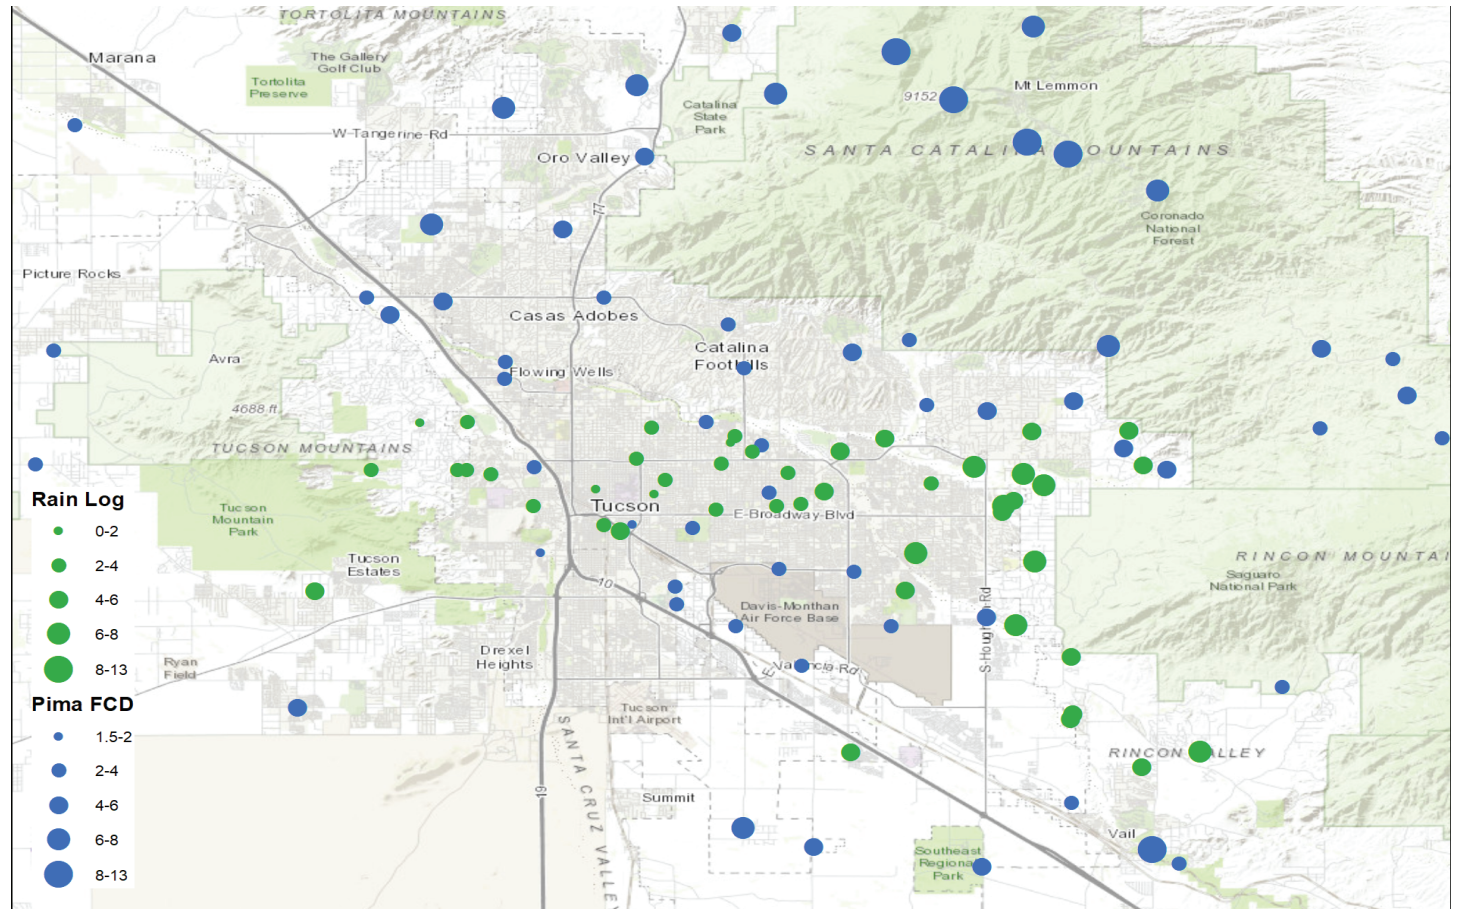 TORTOLITA MOUNTAINS
Marana
The Gallery
Golf Club
Tortolita
Preserve
Mt Lemmon
9152
Catalina
State
Park
W Tangerine Rd
Oro Valley
SANTA CATALINA MOUNTAINS
77
Coronado
National
Forest
Picture Rocks
Casas Adobes
Catalina
Foothills
Avra
Flowing Wells
4688 ft
TUCSON MOUNTAINS
Rain Log
0-2
2-4
4-6
6-8
8-13
Pima FCD
1.5-2
2-4
4-6
6-8
8-13
Tucson
Mountain
Park
Tucson
E Broadway Blvd
Tucson
Estates
10
RINCON MOUNTAI
Saguaro
National Park
Davis-Monthan
Air Force Base
S Houghton Rd
Drexel
Heights
Ryan
Field
E Valencia Rd
Tucson
Int'l Airport
SANTA CRUZ VALLEY
19
RINCON VALLEY
Summit
Vail
Southeast
Regional
Park